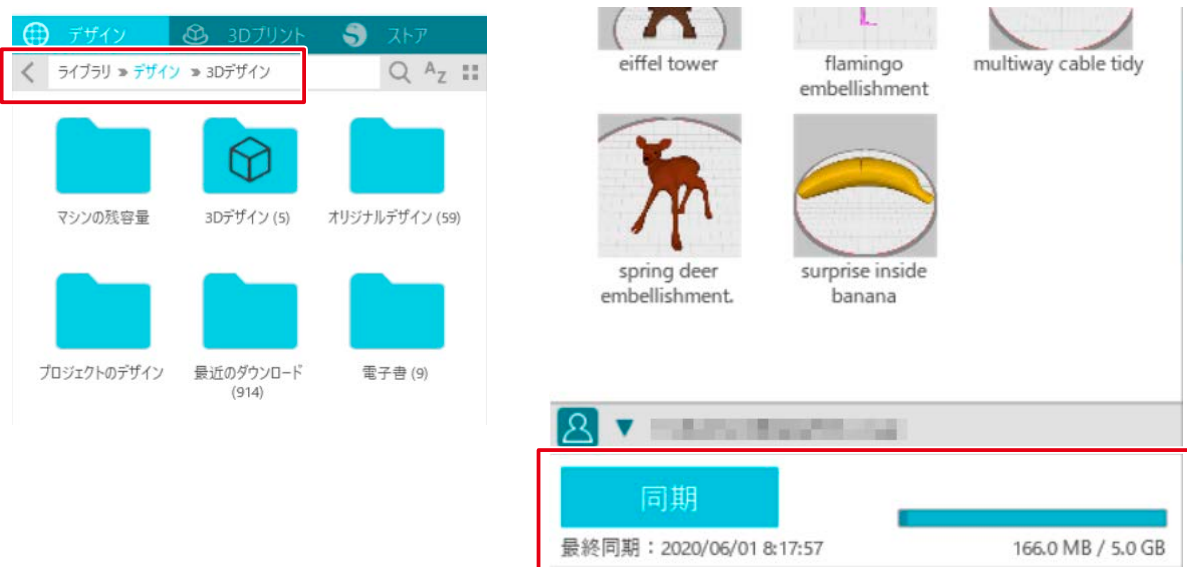 デザイン
3Dプリント
ストア
ライブラリ » デザイン » 3Dデザイン
AZ
マシンの残容量
3Dデザイン (5)
オリジナルデザイン (59)
プロジェクトのデザイン
最近のダウンロード
(914)
電子書 (9)
eiffel tower
flamingo
embellishment
multiway cable tidy
spring deer
embellishment.
surprise inside
banana
同期
最終同期：2020/06/01 8:17:57
166.0 MB / 5.0 GB